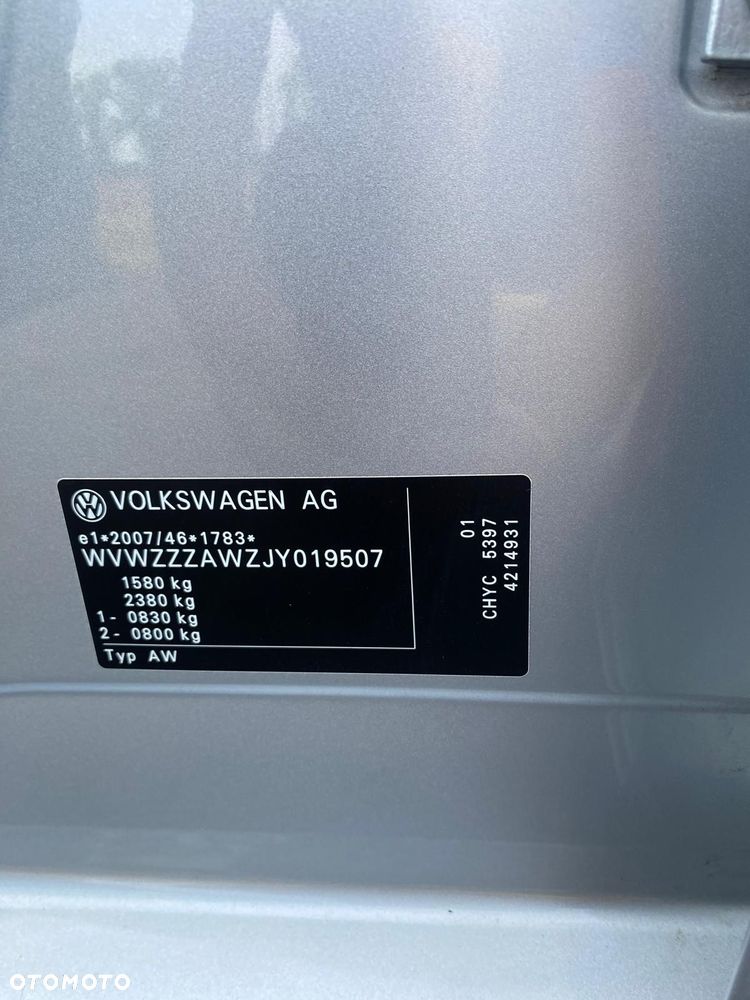 VOLKSWAGEN AG
e1*2007/46*1783*
WVWZZZAWZJY019507
1580 kg
2380 kg
1- 0830 kg
2- 0800 kg
Typ AW
01
CHYC 5397
4214931
OTOMOTO